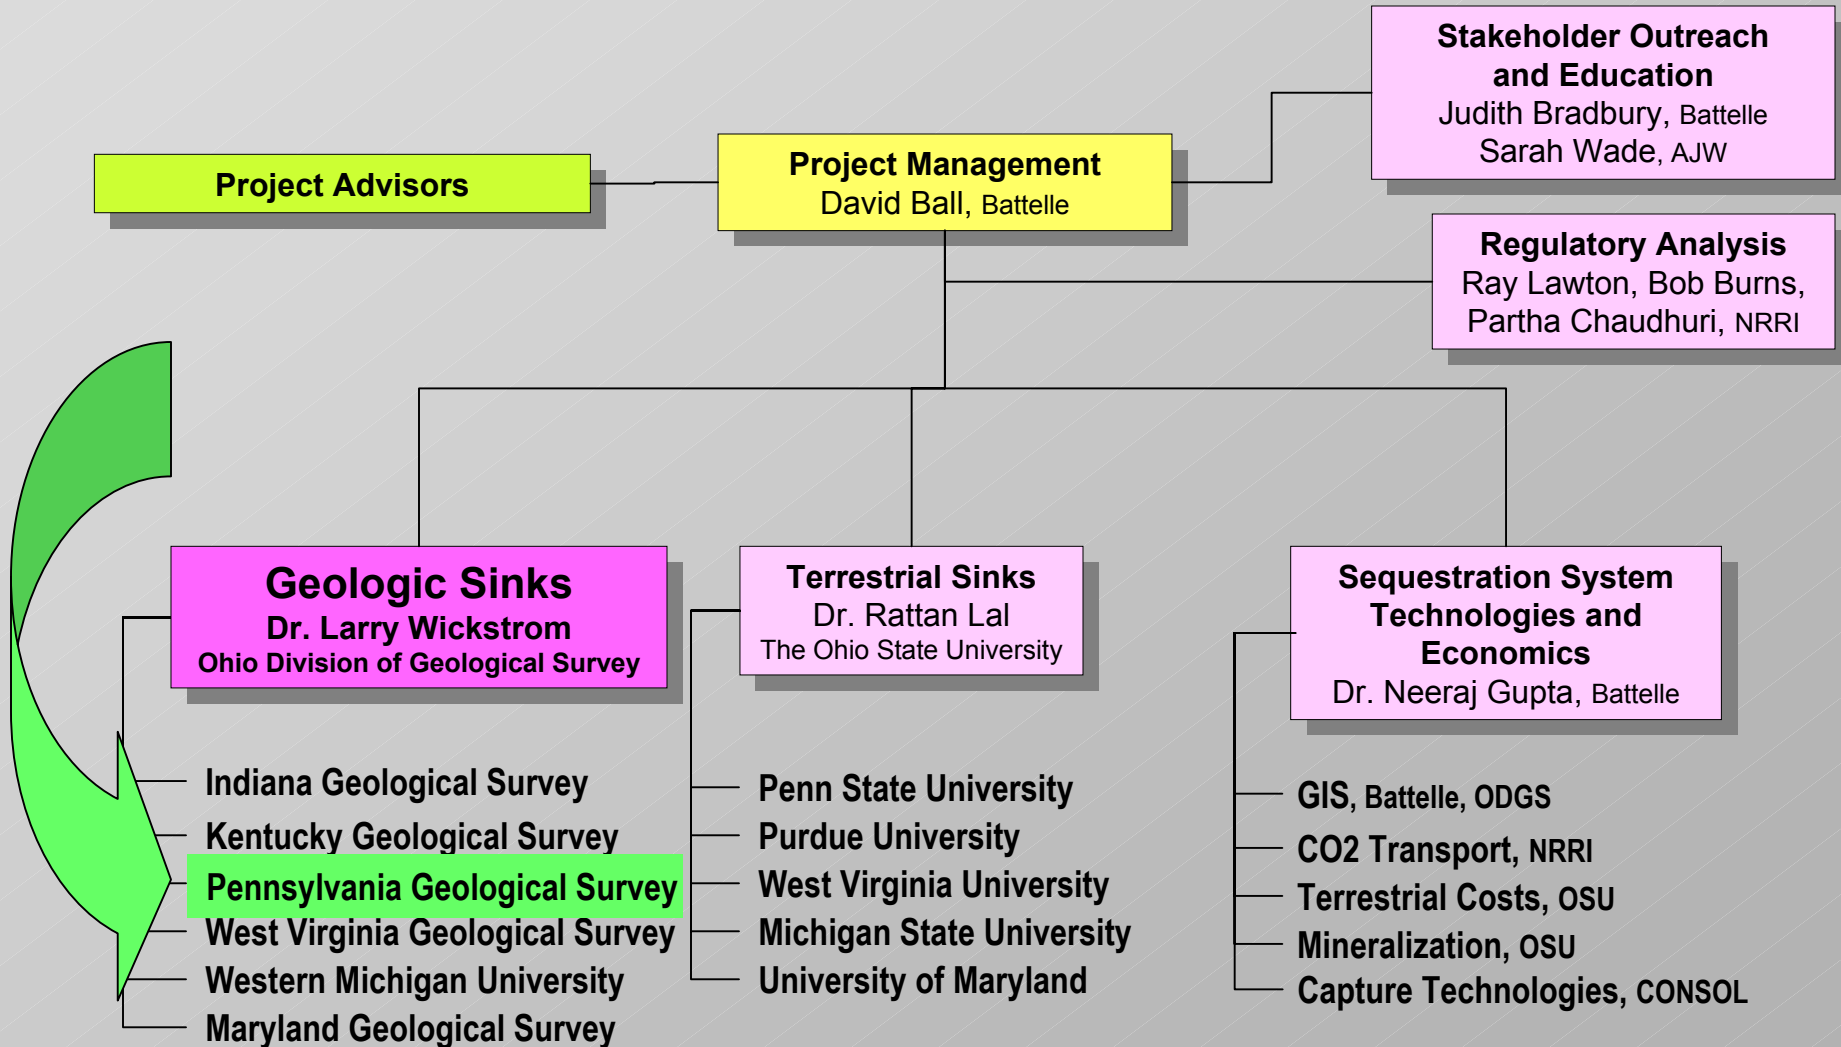 Stakeholder Outreach
and Education
Judith Bradbury, Battelle
Sarah Wade, AJW
Project Advisors
Project Management
David Ball, Battelle
Regulatory Analysis
Ray Lawton, Bob Burns,
Partha Chaudhuri, NRRI
Geologic Sinks
Dr. Larry Wickstrom
Ohio Division of Geological Survey
Indiana Geological Survey
Kentucky Geological Survey
Pennsylvania Geological Survey
West Virginia Geological Survey
Western Michigan University
Maryland Geological Survey
Terrestrial Sinks
Dr. Rattan Lal
The Ohio State University
Penn State University
Purdue University
West Virginia University
Michigan State University
University of Maryland
Sequestration System
Technologies and
Economics
Dr. Neeraj Gupta, Battelle
GIS, Battelle, ODGS
CO2 Transport, NRRI
Terrestrial Costs, OSU
Mineralization, OSU
Capture Technologies, CONSOL